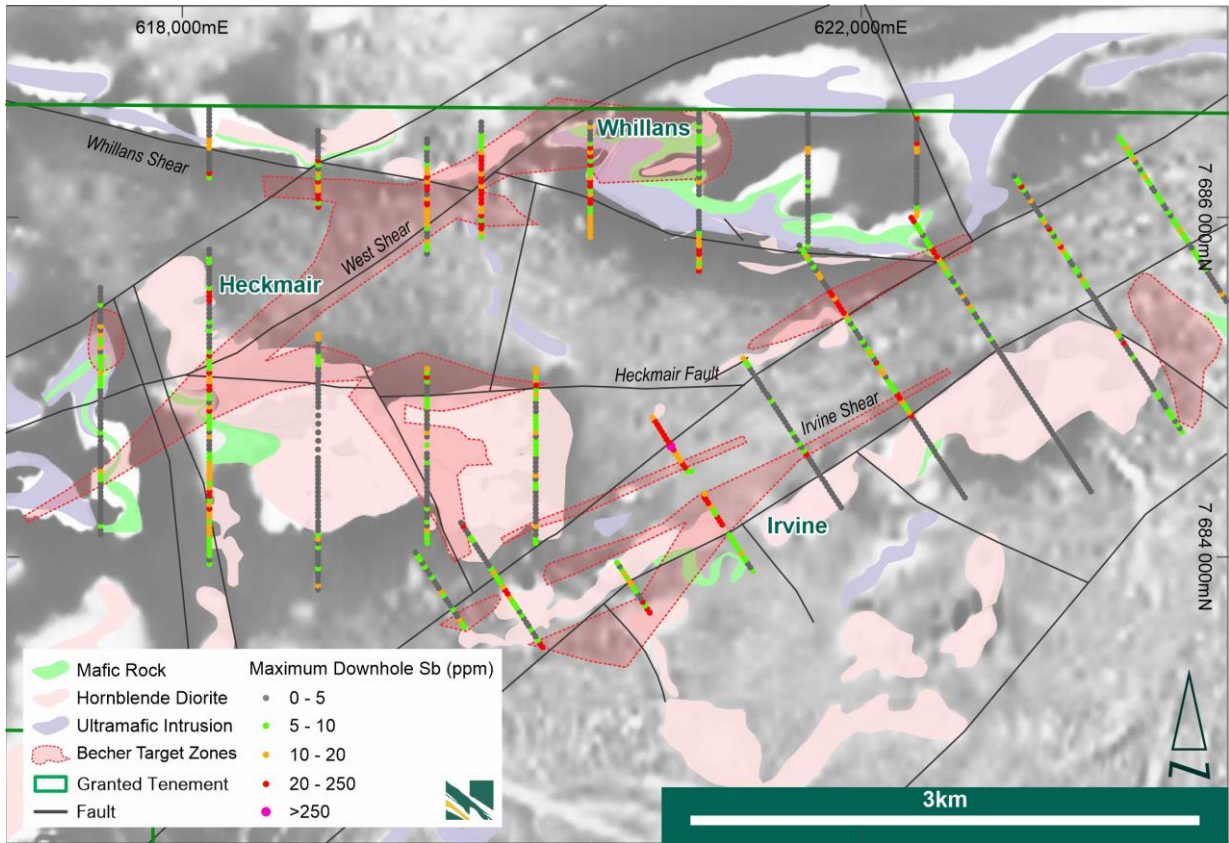 618,000mE
622,000mE
Whillans
Whillans Shear
7 686 000mN
West Shear
Heckmair
Heckmair Fault
Irvine Shear
Irvine
7 684 000mN
Mafic Rock
Hornblende Diorite
Ultramafic Intrusion
Becher Target Zones
Granted Tenement
Fault
Maximum Downhole Sb (ppm)
0 - 5
5 - 10
10 - 20
20 - 250
>250
N
3km